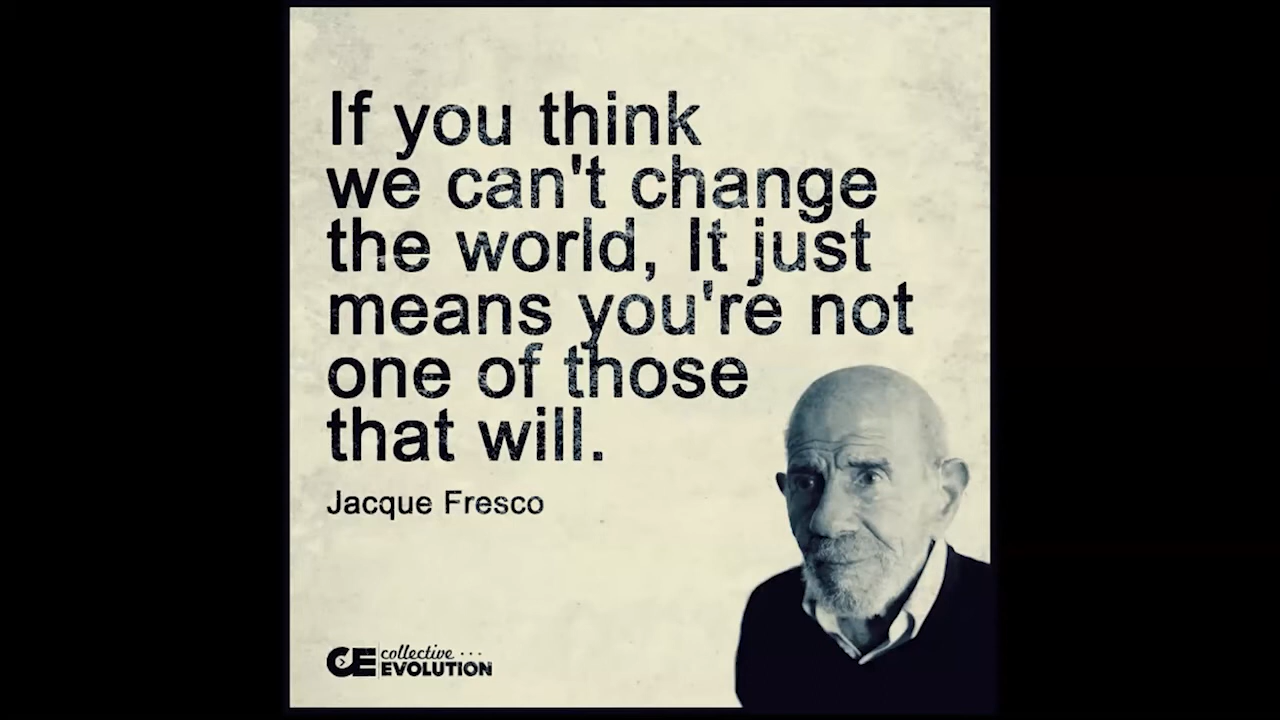 If you think
we can't change
the world, It just
means you're not
one of those
that will.
Jacque Fresco
CE collective ...
EVOLUTION